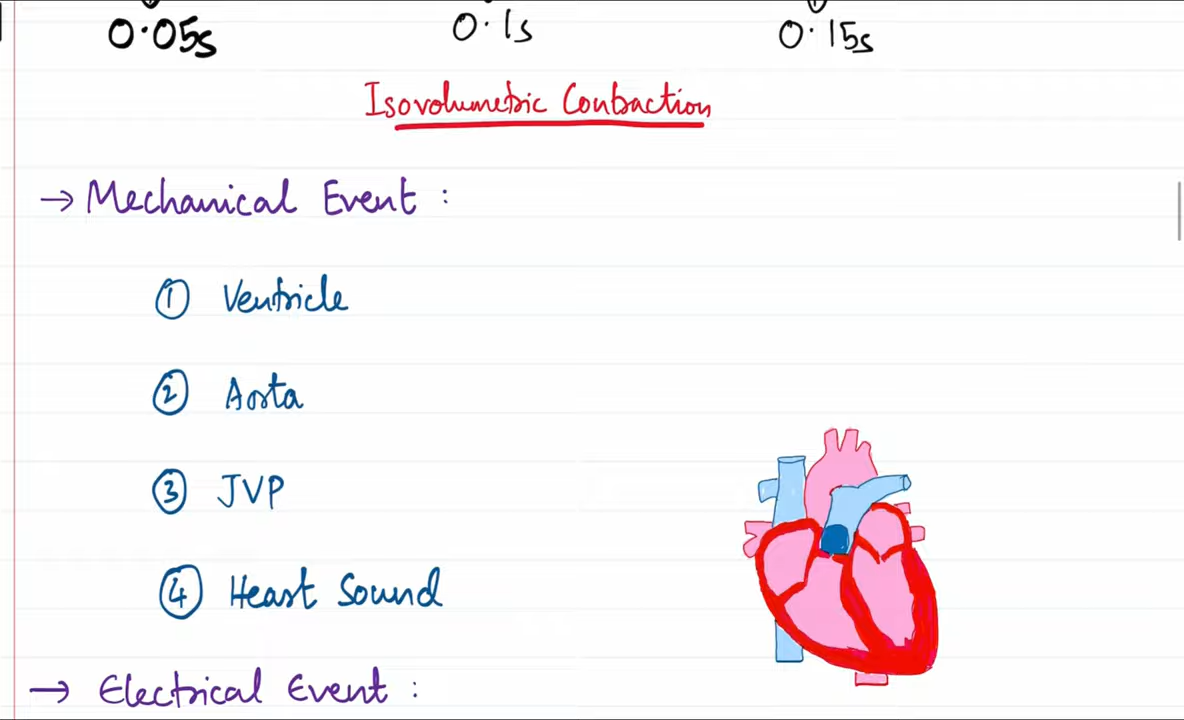 0.05s 0.1s 0.15s
Isovolumetric Contraction
→ Mechanical Event :
① Ventricle
② Aorta
③ JVP
④ Heart Sound
→ Electrical Event :